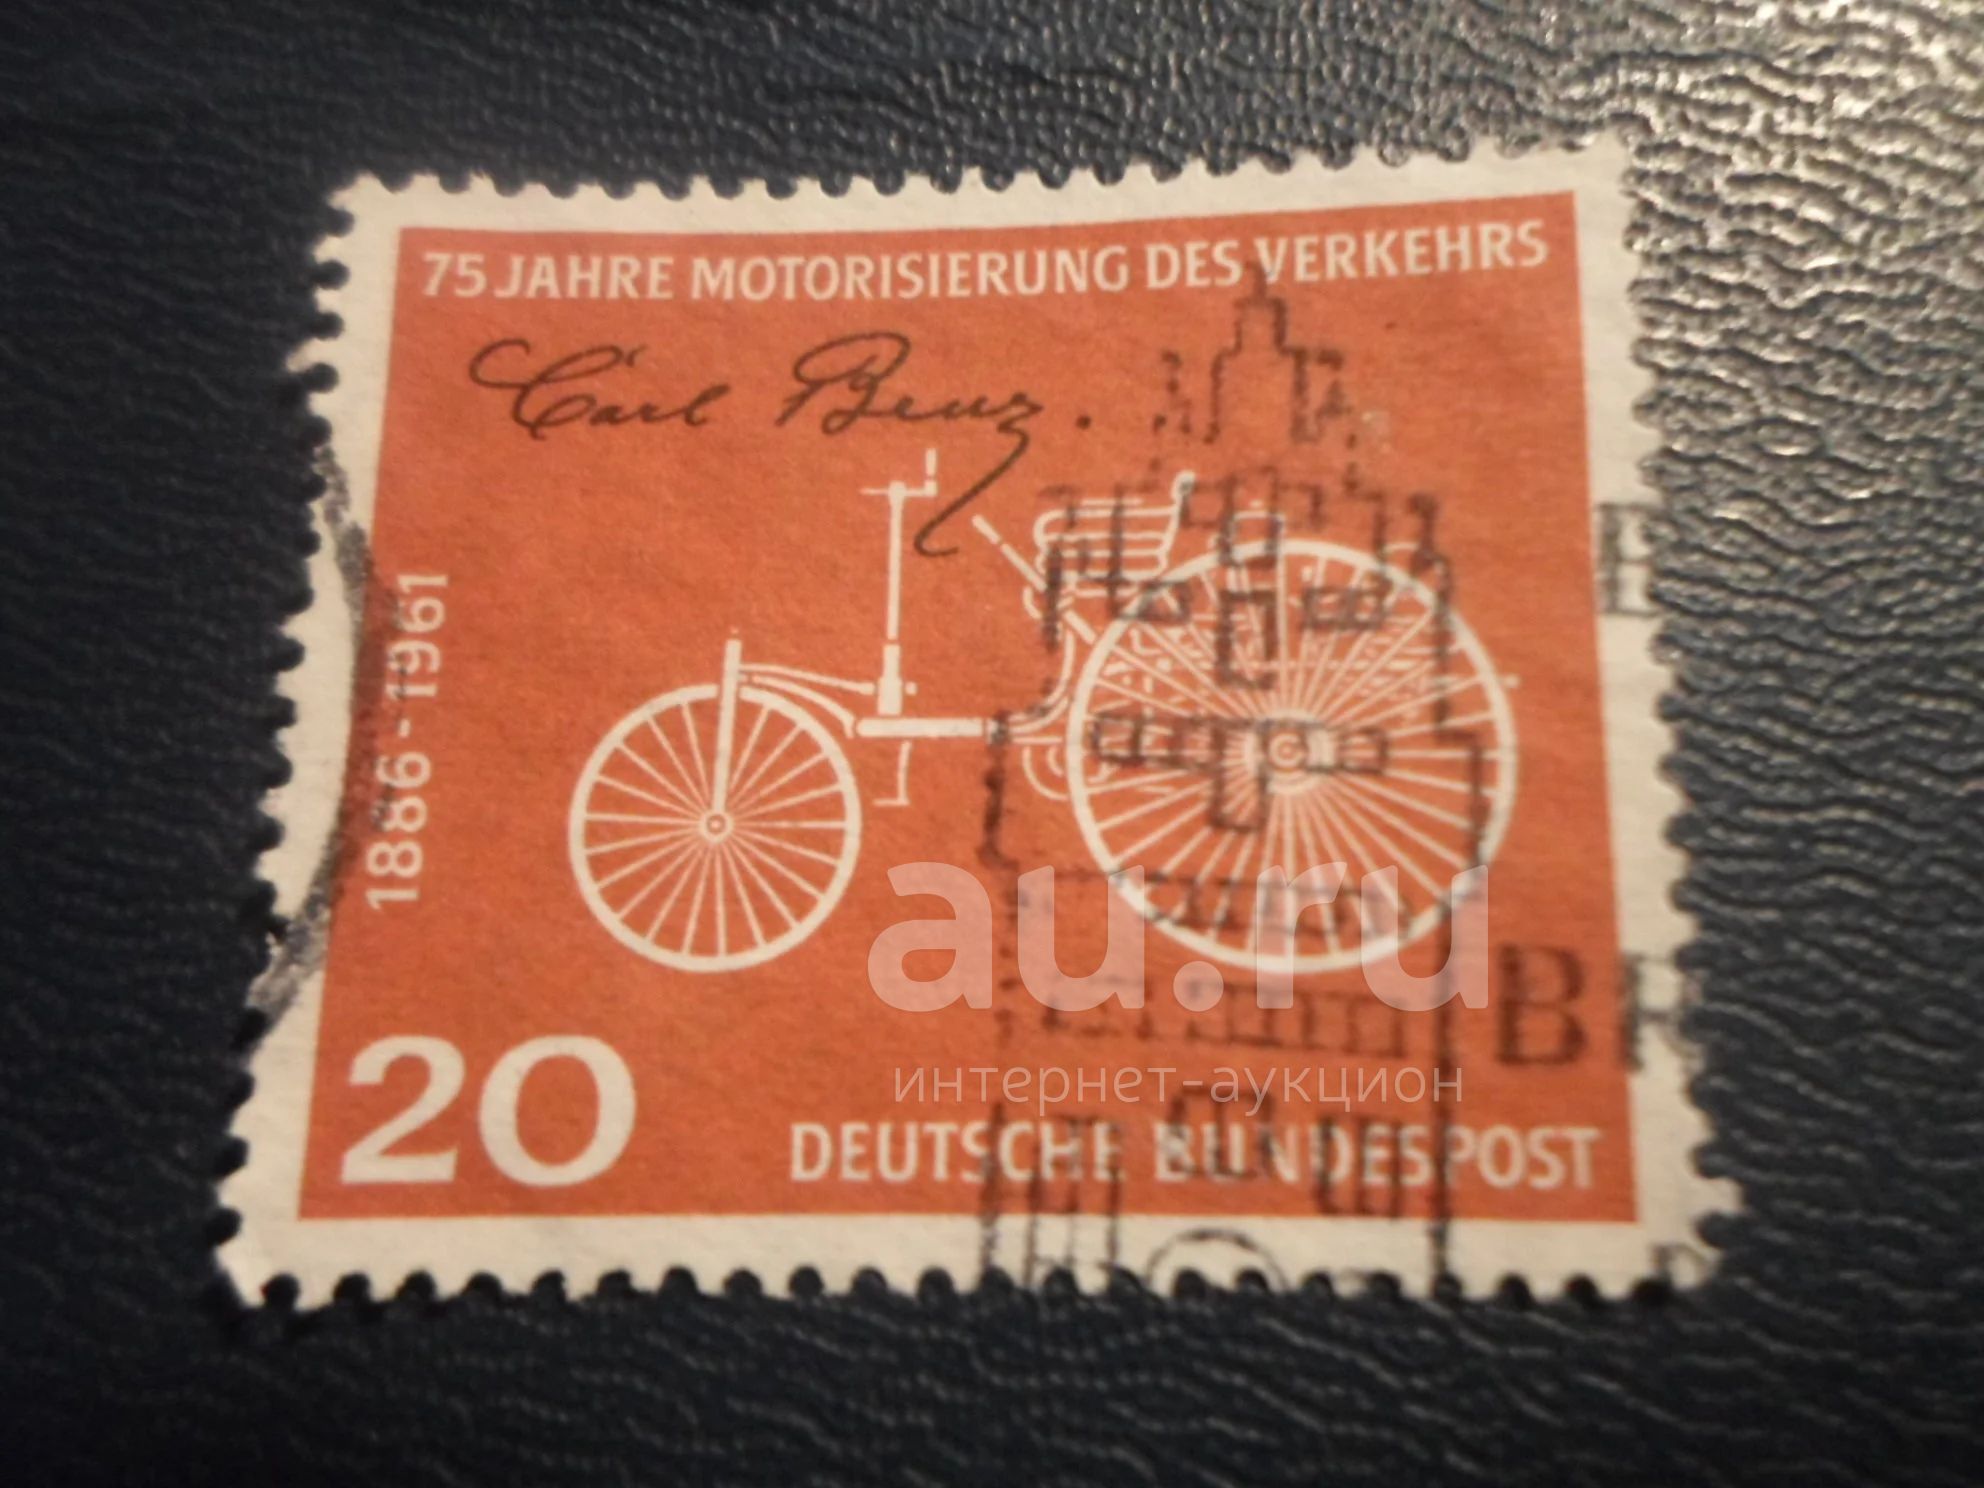 75 JAHRE MOTORISIERUNG DES VERKEHRS
Carl Benz.
1886-1961
20
DEUTSCHE BUNDESPOST
au.ru
интернет-аукцион